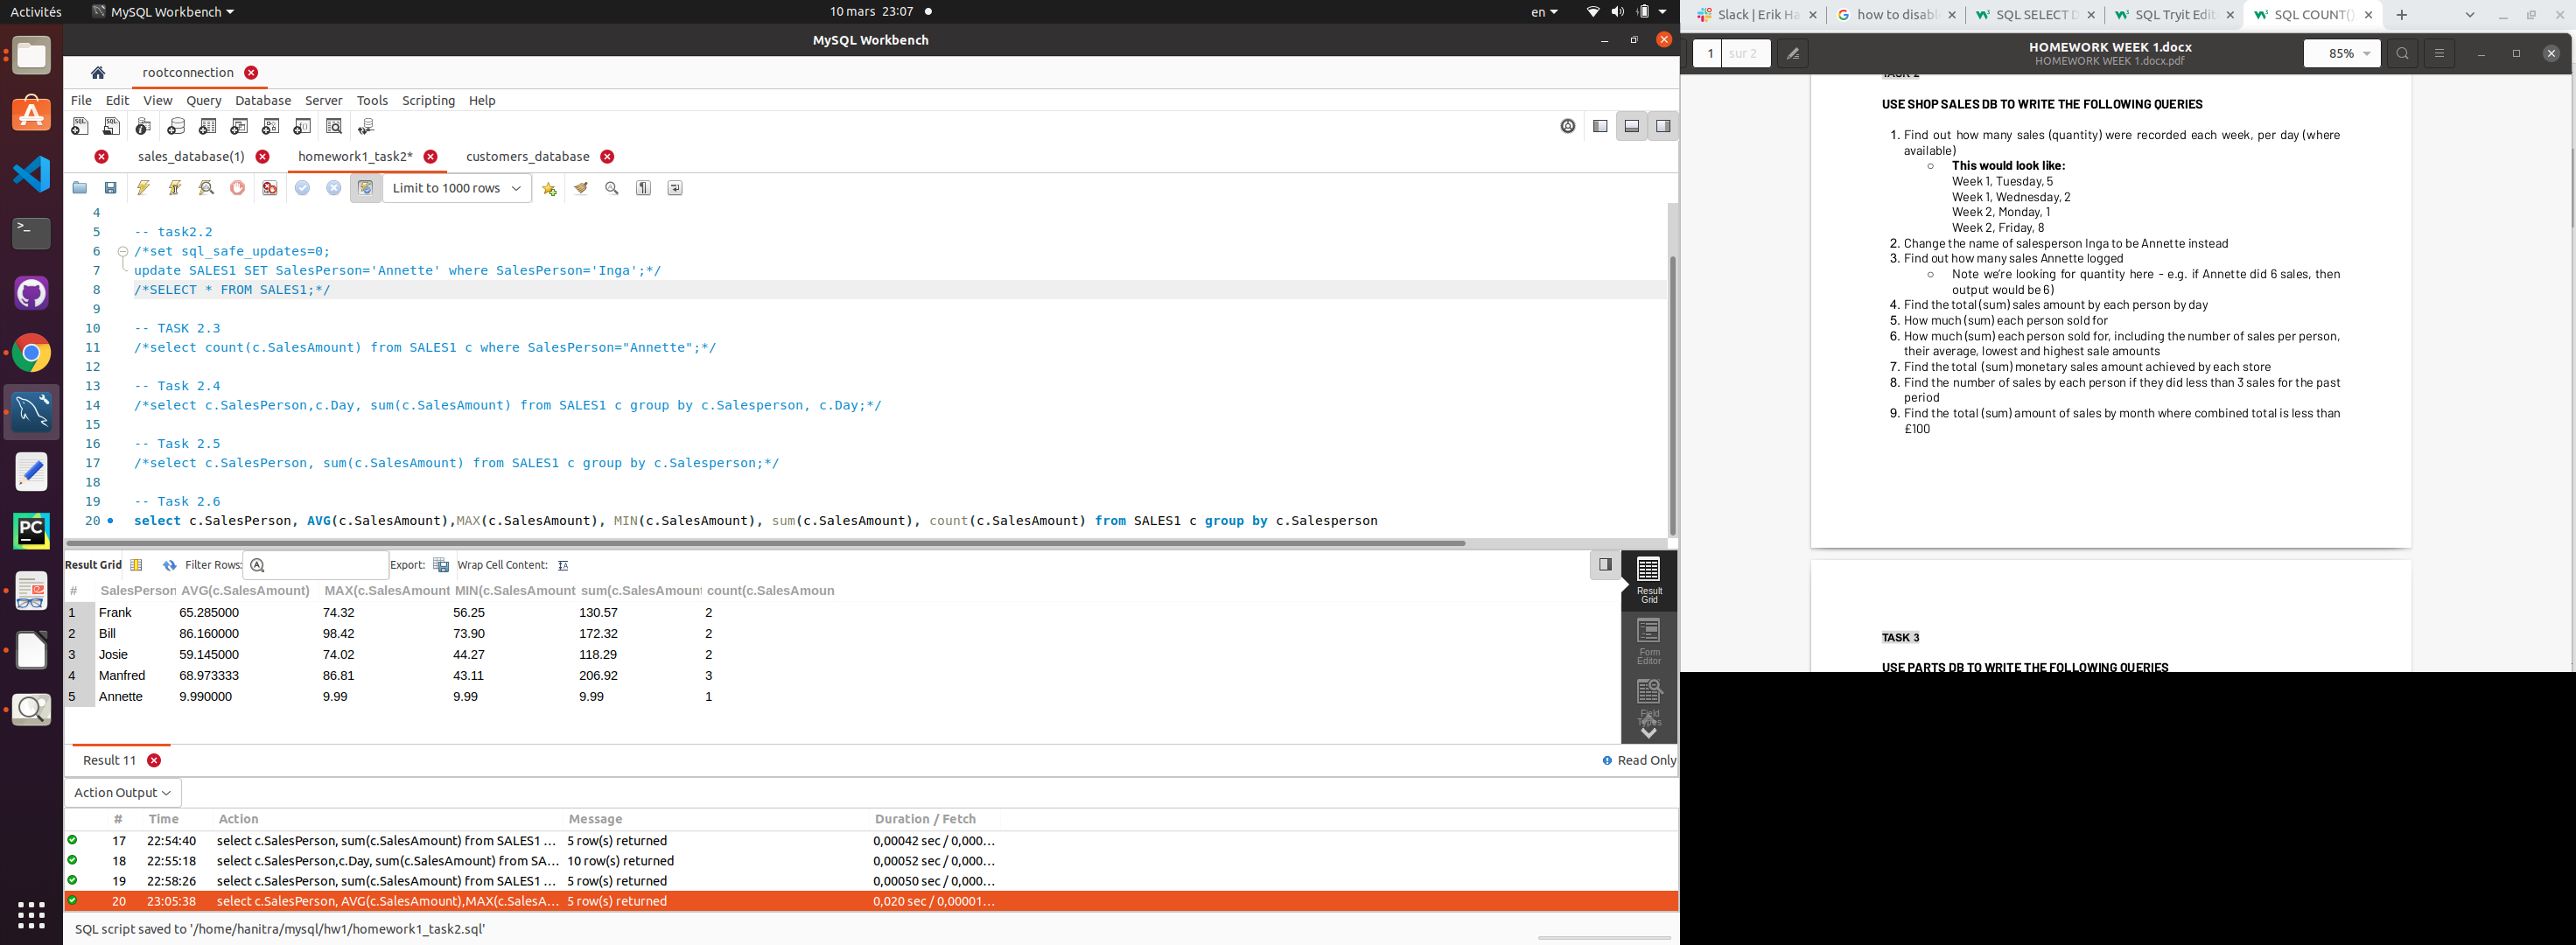 Activités
MySQL Workbench
10 mars 23:07
en
MySQL Workbench
rootconnection
File Edit View Query Database Server Tools Scripting Help
sales_database(1)
homework1_task2*
customers_database
Limit to 1000 rows
4
5 -- task2.2
6 /*set sql_safe_updates=0;
7 update SALES1 SET SalesPerson='Annette' where SalesPerson='Inga';*/
8 /*SELECT * FROM SALES1;*/
9
10 -- TASK 2.3
11 /*select count(c.SalesAmount) from SALES1 c where SalesPerson="Annette";*/
12
13 -- Task 2.4
14 /*select c.SalesPerson,c.Day, sum(c.SalesAmount) from SALES1 c group by c.Salesperson, c.Day;*/
15
16 -- Task 2.5
17 /*select c.SalesPerson, sum(c.SalesAmount) from SALES1 c group by c.Salesperson;*/
18
19 -- Task 2.6
20 select c.SalesPerson, AVG(c.SalesAmount),MAX(c.SalesAmount), MIN(c.SalesAmount), sum(c.SalesAmount), count(c.SalesAmount) from SALES1 c group by c.Salesperson
Result Grid Filter Rows: Export: Wrap Cell Content:
# SalesPerson AVG(c.SalesAmount) MAX(c.SalesAmount MIN(c.SalesAmount sum(c.SalesAmount count(c.SalesAmoun
1 Frank 65.285000 74.32 56.25 130.57 2
2 Bill 86.160000 98.42 73.90 172.32 2
3 Josie 59.145000 74.02 44.27 118.29 2
4 Manfred 68.973333 86.81 43.11 206.92 3
5 Annette 9.990000 9.99 9.99 9.99 1
Result
Grid
Form
Editor
Field
Types
Result 11
Read Only
Action Output
# Time Action Message Duration / Fetch
17 22:54:40 select c.SalesPerson, sum(c.SalesAmount) from SALES1 ... 5 row(s) returned 0,00042 sec / 0,000...
18 22:55:18 select c.SalesPerson,c.Day, sum(c.SalesAmount) from SA... 10 row(s) returned 0,00052 sec / 0,000...
19 22:58:26 select c.SalesPerson, sum(c.SalesAmount) from SALES1 ... 5 row(s) returned 0,00050 sec / 0,000...
20 23:05:38 select c.SalesPerson, AVG(c.SalesAmount),MAX(c.SalesA... 5 row(s) returned 0,020 sec / 0,00001...
SQL script saved to '/home/hanitra/mysql/hw1/homework1_task2.sql'
Slack | Erik Ha
how to disabl
SQL SELECT D
SQL Tryit Edit
SQL COUNT()
1 sur 2
HOMEWORK WEEK 1.docx
HOMEWORK WEEK 1.docx.pdf
85%
TASK 2
USE SHOP SALES DB TO WRITE THE FOLLOWING QUERIES
1. Find out how many sales (quantity) were recorded each week, per day (where
available)
○ This would look like:
Week 1, Tuesday, 5
Week 1, Wednesday, 2
Week 2, Monday, 1
Week 2, Friday, 8
2. Change the name of salesperson Inga to be Annette instead
3. Find out how many sales Annette logged
○ Note we're looking for quantity here - e.g. if Annette did 6 sales, then
output would be 6)
4. Find the total (sum) sales amount by each person by day
5. How much (sum) each person sold for
6. How much (sum) each person sold for, including the number of sales per person,
their average, lowest and highest sale amounts
7. Find the total (sum) monetary sales amount achieved by each store
8. Find the number of sales by each person if they did less than 3 sales for the past
period
9. Find the total (sum) amount of sales by month where combined total is less than
£100
TASK 3
USE PARTS DB TO WRITE THE FOLLOWING QUERIES